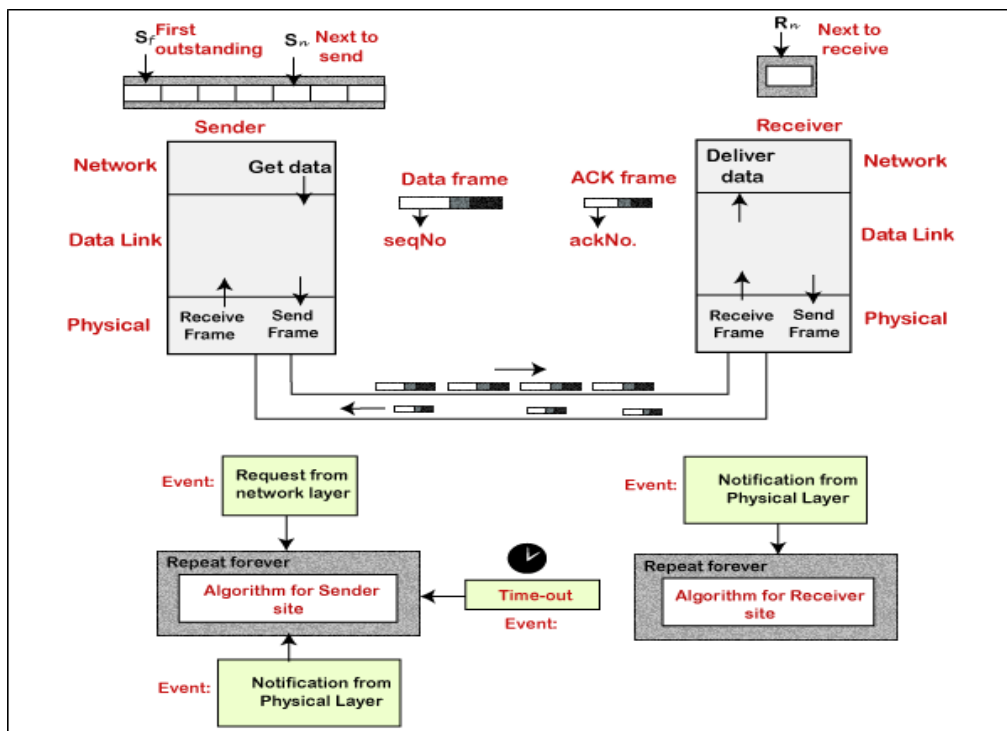 S𝑓 First outstanding
S𝑛 Next to send
R𝑛 Next to receive
Sender
Receiver
Network
Get data
Data frame
ACK frame
Deliver data
Network
seqNo
ackNo.
Data Link
Data Link
Physical
Receive Frame
Send Frame
Receive Frame
Send Frame
Physical
Event:
Request from
network layer
Event:
Notification from
Physical Layer
Repeat forever
Algorithm for Sender
site
Time-out
Event:
Repeat forever
Algorithm for Receiver
site
Event:
Notification from
Physical Layer